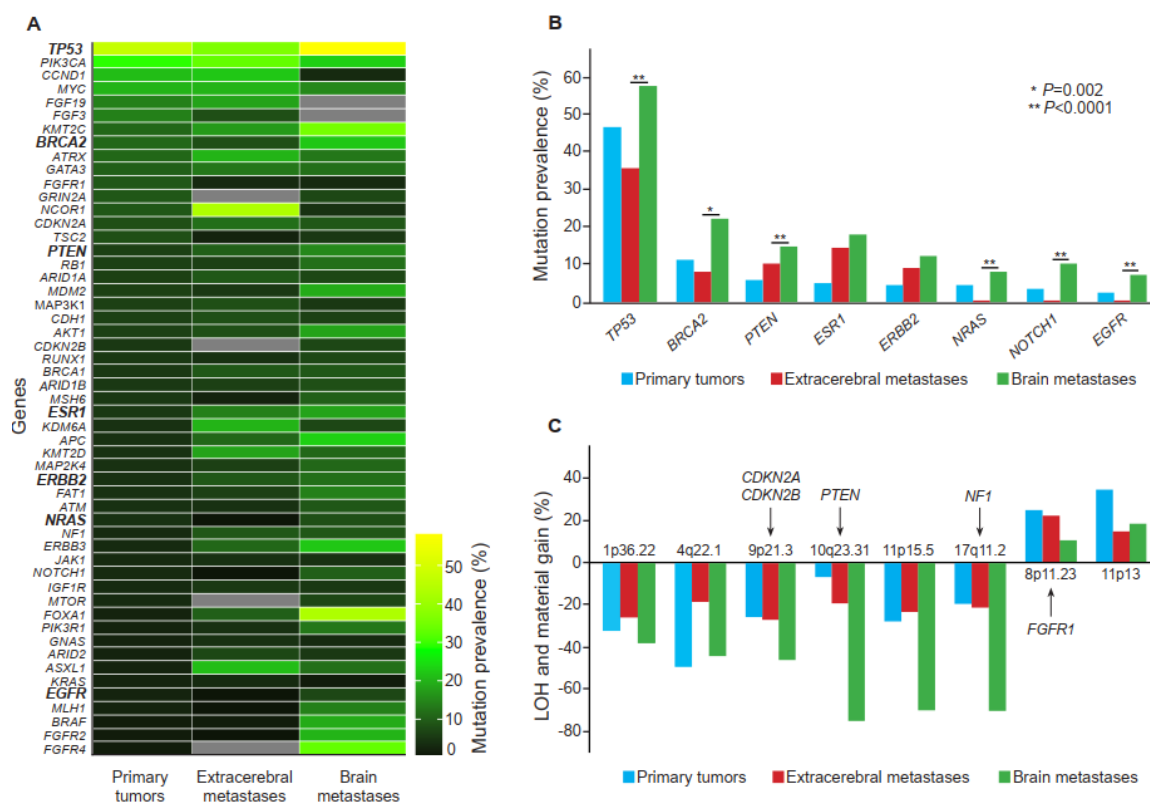 A
Genes
TP53
PIK3CA
CCND1
MYC
FGF19
FGF3
KMT2C
BRCA2
ATRX
GATA3
FGFR1
GRIN2A
NCOR1
CDKN2A
TSC2
PTEN
RB1
ARID1A
MDM2
MAP3K1
CDH1
AKT1
CDKN2B
RUNX1
BRCA1
ARID1B
MSH6
ESR1
KDM6A
APC
KMT2D
MAP2K4
ERBB2
FAT1
ATM
NRAS
NF1
ERBB3
JAK1
NOTCH1
IGF1R
MTOR
FOXA1
PIK3R1
GNAS
ARID2
ASXL1
KRAS
EGFR
MLH1
BRAF
FGFR2
FGFR4
Primary tumors
Extracerebral metastases
Brain metastases
50
40
30
20
10
0
Mutation prevalence (%)
B
Mutation prevalence (%)
60
50
40
30
20
10
0
** * ** ** ** **
* P=0.002
** P<0.0001
TP53
BRCA2
PTEN
ESR1
ERBB2
NRAS
NOTCH1
EGFR
Primary tumors Extracerebral metastases Brain metastases
C
LOH and material gain (%)
40
20
0
-20
-40
-60
-80
CDKN2A
CDKN2B
PTEN
NF1
1p36.22 4q22.1 9p21.3 10q23.31 11p15.5 17q11.2
8p11.23 11p13
FGFR1
Primary tumors Extracerebral metastases Brain metastases